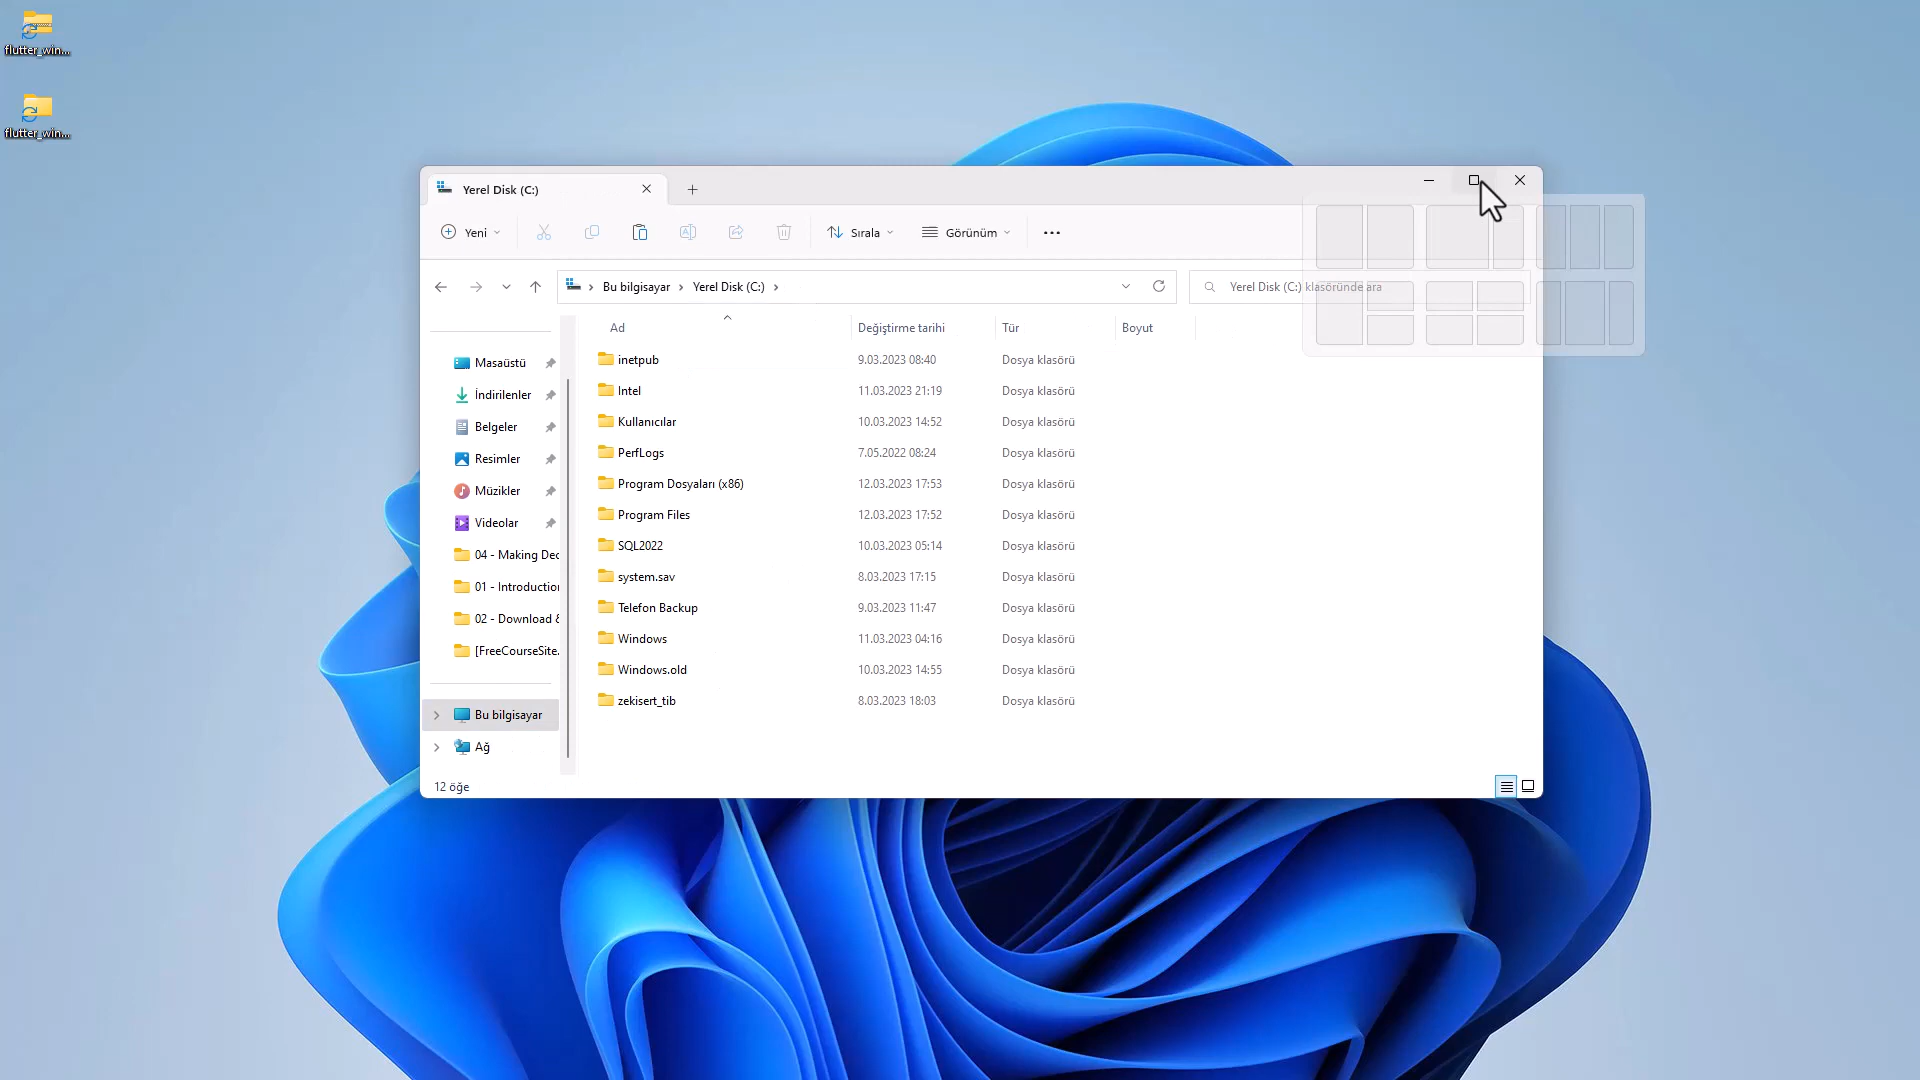 flutter_win...
flutter_win...
Yerel Disk (C:)
Yeni
Sırala
Görünüm
Bu bilgisayar
Yerel Disk (C:)
Yerel Disk (C:) klasöründe ara
Ad
Değiştirme tarihi
Tür
Boyut
Masaüstü
İndirilenler
Belgeler
Resimler
Müzikler
Videolar
04 - Making Dec
01 - Introduction
02 - Download &
[FreeCourseSite.
Bu bilgisayar
Ağ
inetpub 9.03.2023 08:40 Dosya klasörü
Intel 11.03.2023 21:19 Dosya klasörü
Kullanıcılar 10.03.2023 14:52 Dosya klasörü
PerfLogs 7.05.2022 08:24 Dosya klasörü
Program Dosyaları (x86) 12.03.2023 17:53 Dosya klasörü
Program Files 12.03.2023 17:52 Dosya klasörü
SQL2022 10.03.2023 05:14 Dosya klasörü
system.sav 8.03.2023 17:15 Dosya klasörü
Telefon Backup 9.03.2023 11:47 Dosya klasörü
Windows 11.03.2023 04:16 Dosya klasörü
Windows.old 10.03.2023 14:55 Dosya klasörü
zekisert_tib 8.03.2023 18:03 Dosya klasörü
12 öğe